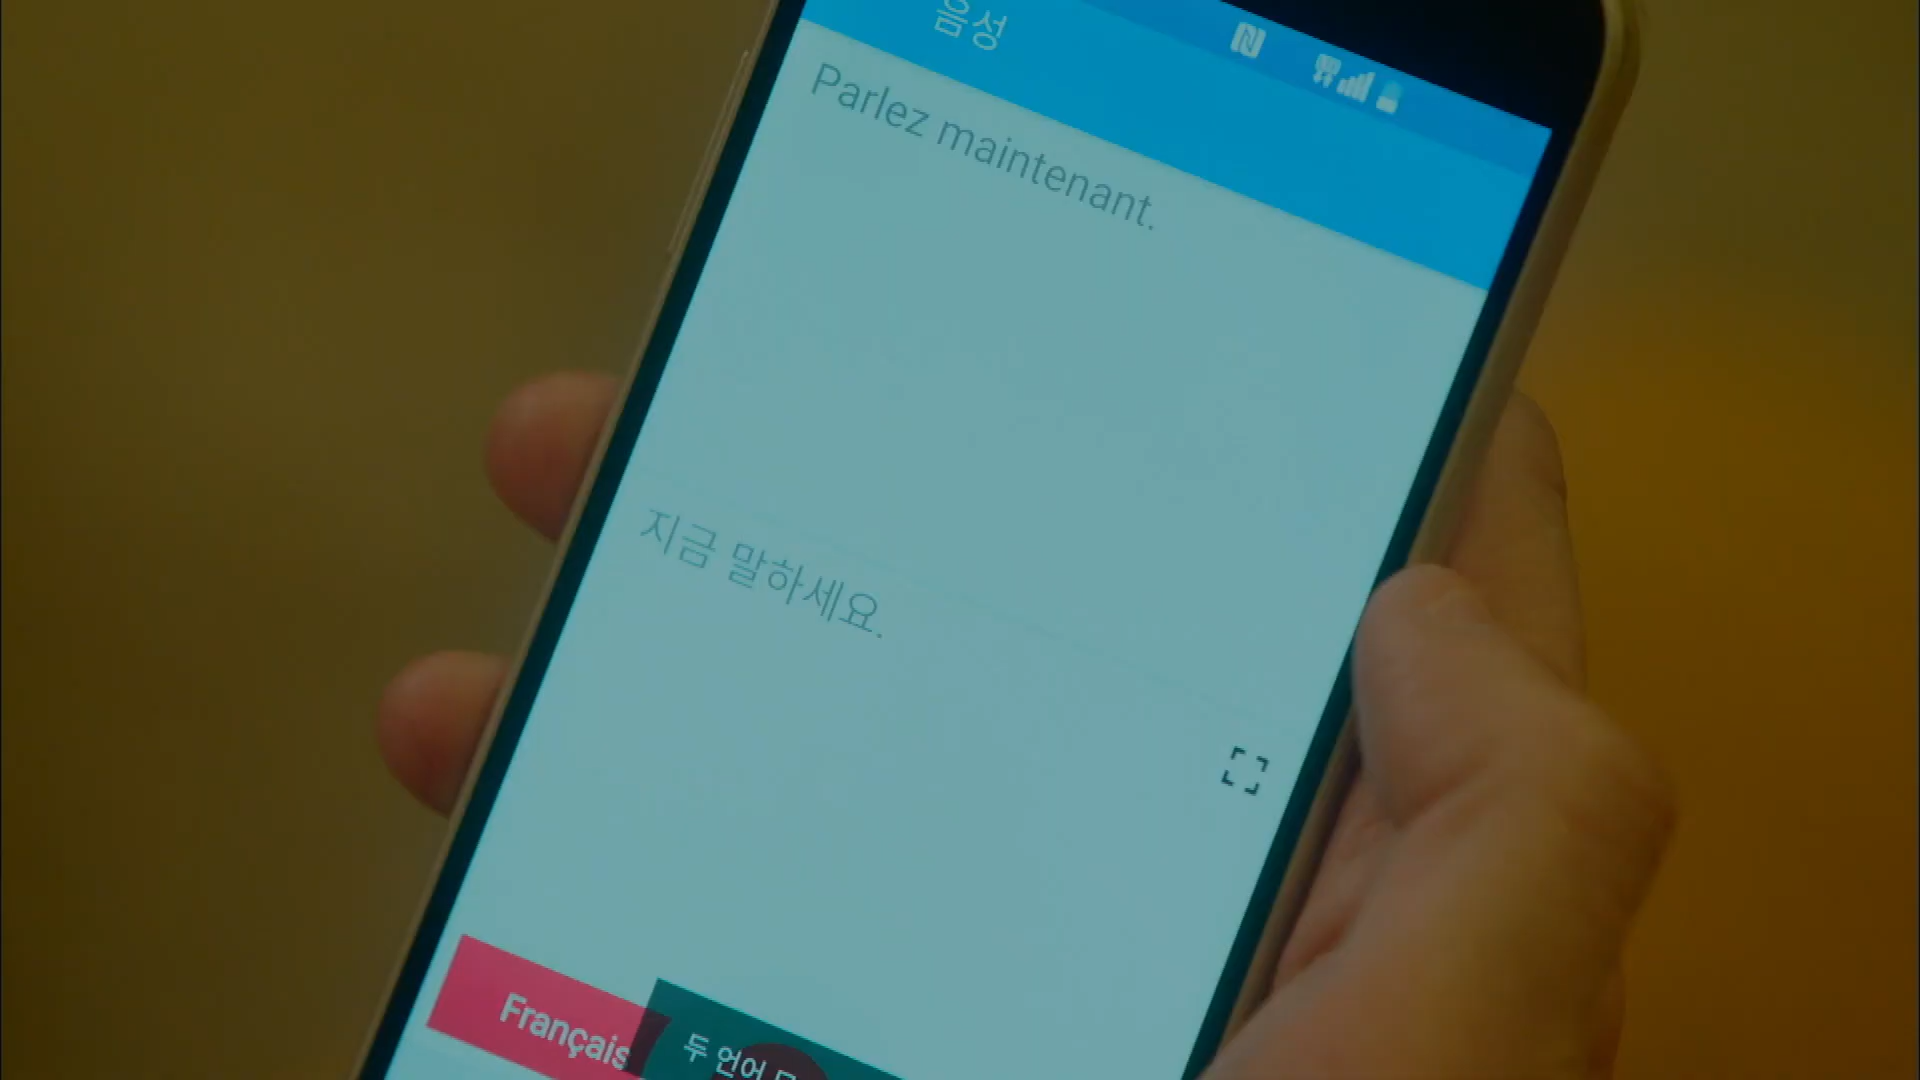 음성
Parlez maintenant.
지금 말하세요.
Français
두 언어